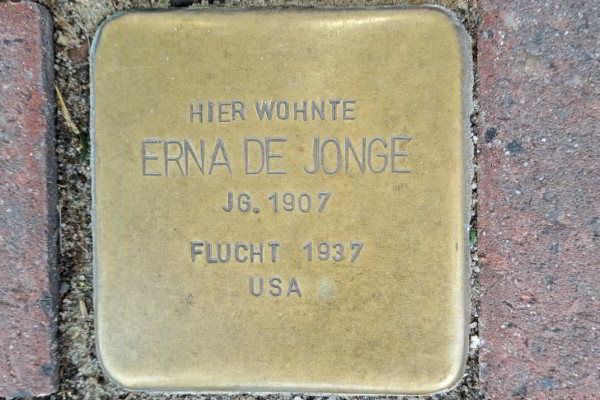 HIER WOHNTE
ERNA DE JONGE
JG. 1907
FLUCHT 1937
USA